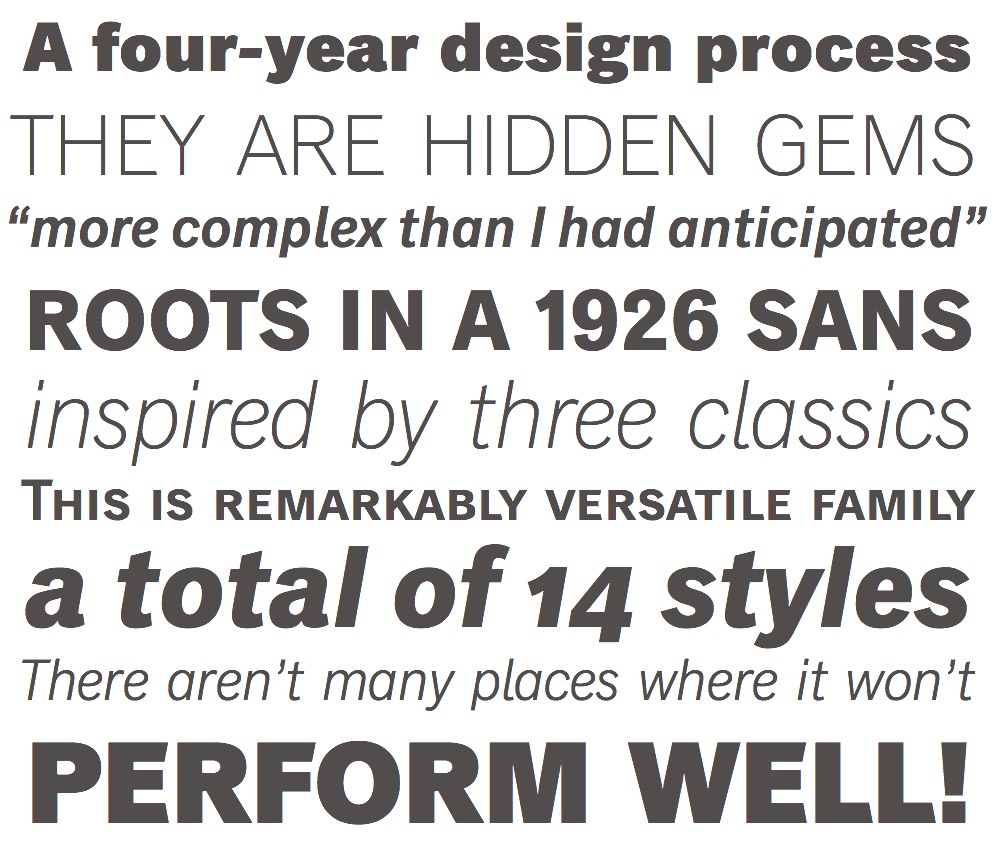 A four-year design process
THEY ARE HIDDEN GEMS
“more complex than I had anticipated”
ROOTS IN A 1926 SANS
inspired by three classics
This is remarkably versatile family
a total of 14 styles
There aren’t many places where it won’t
PERFORM WELL!